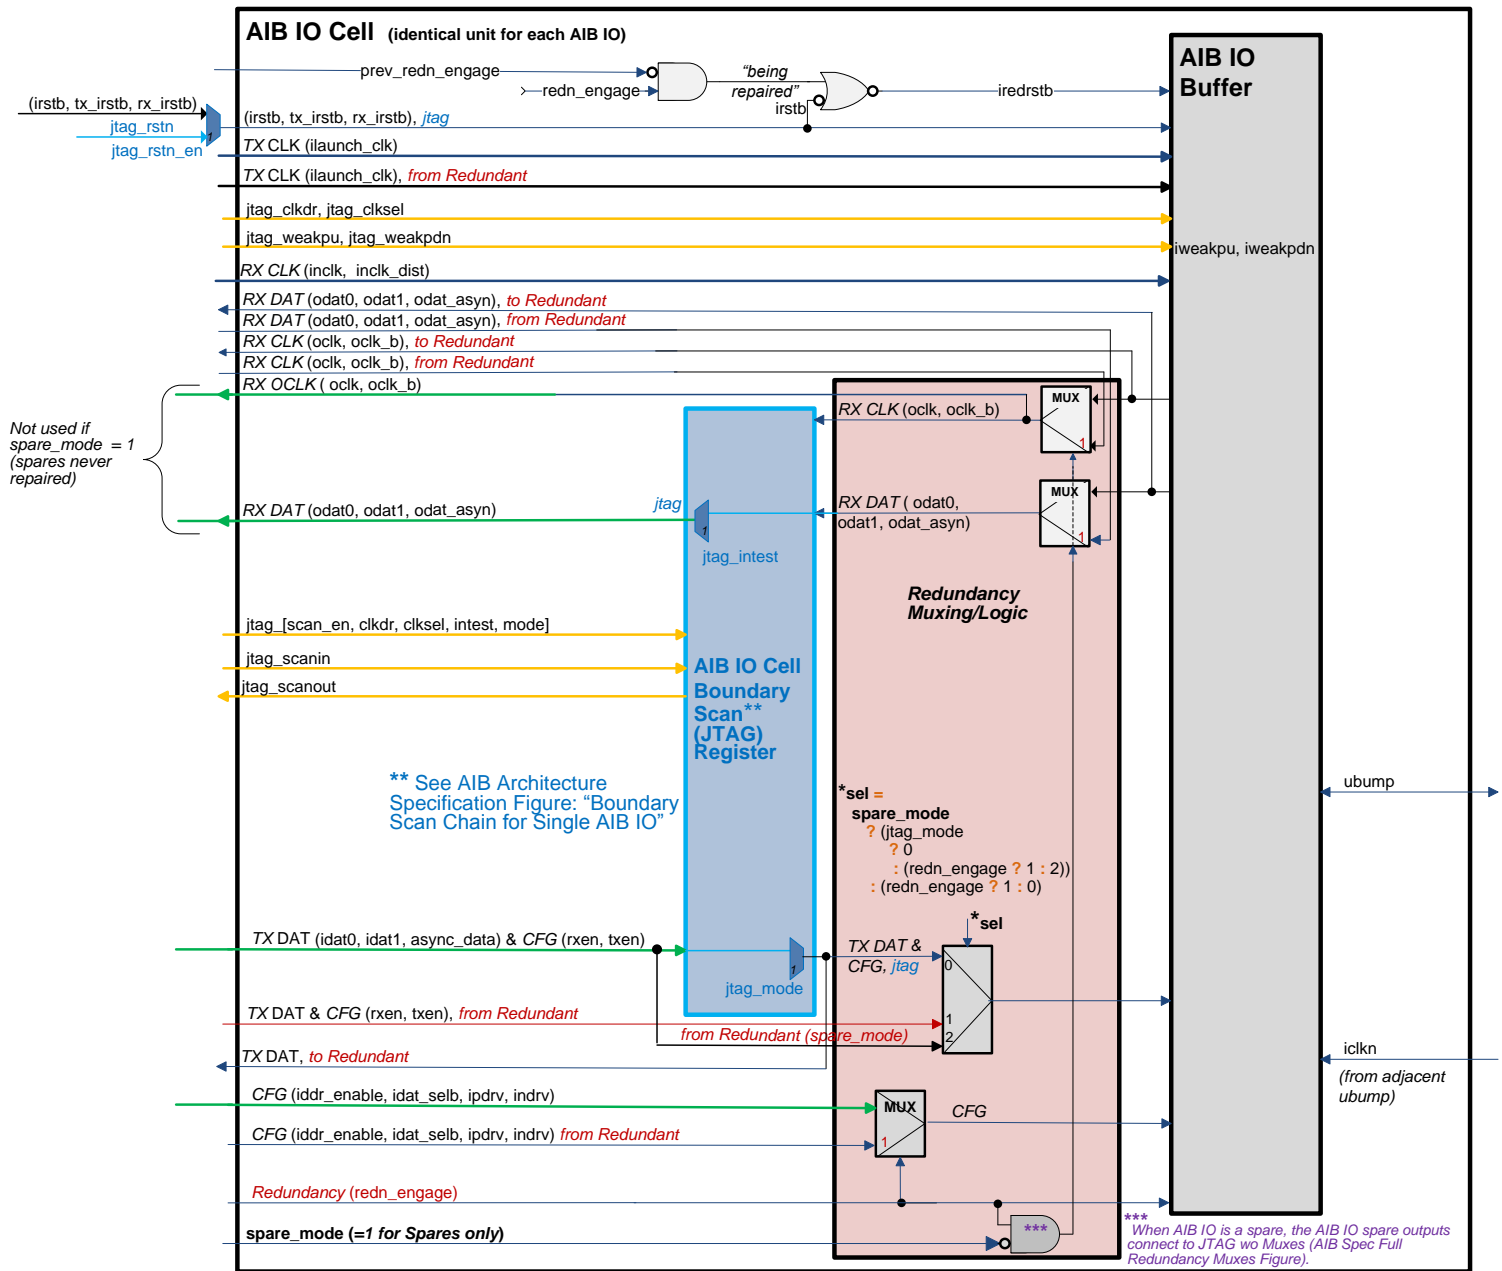 AIB IO Cell (identical unit for each AIB IO)
AIB IO
Buffer
prev_redn_engage
redn_engage
"being
repaired"
irstb
iredrstb
(irstb, tx_irstb, rx_irstb)
jtag_rstn
jtag_rstn_en
1
(irstb, tx_irstb, rx_irstb), jtag
TX CLK (ilaunch_clk)
TX CLK (ilaunch_clk), from Redundant
jtag_clkdr, jtag_clksel
jtag_weakpu, jtag_weakpdn
iweakpu, iweakpdn
RX CLK (inclk, inclk_dist)
RX DAT (odat0, odat1, odat_asyn), to Redundant
RX DAT (odat0, odat1, odat_asyn), from Redundant
RX CLK (oclk, oclk_b), to Redundant
RX CLK (oclk, oclk_b), from Redundant
RX OCLK ( oclk, oclk_b)
MUX
1
RX CLK (oclk, oclk_b)
Not used if
spare_mode = 1
(spares never
repaired)
MUX
1
RX DAT ( odat0,
odat1, odat_asyn)
jtag
1
jtag_intest
RX DAT (odat0, odat1, odat_asyn)
Redundancy
Muxing/Logic
jtag_[scan_en, clkdr, clksel, intest, mode]
jtag_scanin
jtag_scanout
AIB IO Cell
Boundary
Scan**
(JTAG)
Register
** See AIB Architecture
Specification Figure: "Boundary
Scan Chain for Single AIB IO"
*sel =
spare_mode
? (jtag_mode
? 0
: (redn_engage ? 1 : 2))
: (redn_engage ? 1 : 0)
ubump
*sel
TX DAT (idat0, idat1, async_data) & CFG (rxen, txen)
1
jtag_mode
TX DAT &
CFG, jtag
0
1
2
TX DAT & CFG (rxen, txen), from Redundant
from Redundant (spare_mode)
TX DAT, to Redundant
iclkn
(from adjacent
ubump)
CFG (iddr_enable, idat_selb, ipdrv, indrv)
MUX
1
CFG
CFG (iddr_enable, idat_selb, ipdrv, indrv) from Redundant
Redundancy (redn_engage)
spare_mode (=1 for Spares only)
***
***
When AIB IO is a spare, the AIB IO spare outputs
connect to JTAG wo Muxes (AIB Spec Full
Redundancy Muxes Figure).